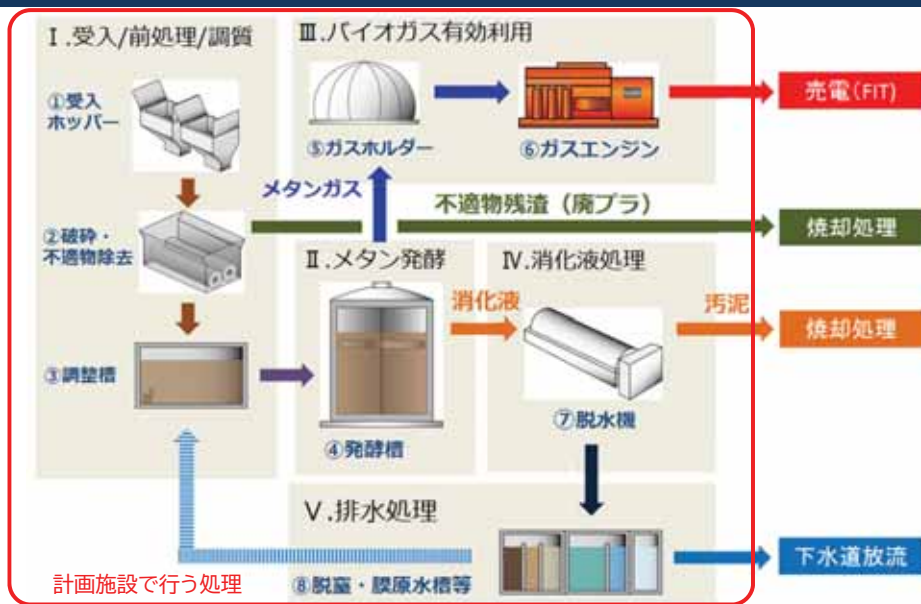 Ⅰ.受入/前処理/調質
①受入
ホッパー
②破砕・
不適物除去
③調整槽
Ⅲ.バイオガス有効利用
⑤ガスホルダー
⑥ガスエンジン
売電(FIT)
メタンガス
不適物残渣（廃プラ）
焼却処理
Ⅱ.メタン発酵
④発酵槽
Ⅳ.消化液処理
消化液
⑦脱水機
汚泥
焼却処理
Ⅴ.排水処理
⑧脱窒・膜原水槽等
下水道放流
計画施設で行う処理